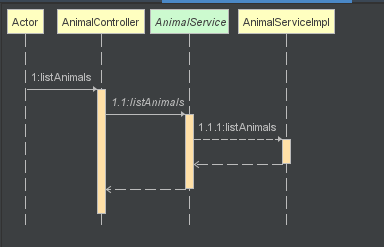 Actor
AnimalController
AnimalService
AnimalServiceImpl
1:listAnimals
1.1:listAnimals
1.1.1:listAnimals